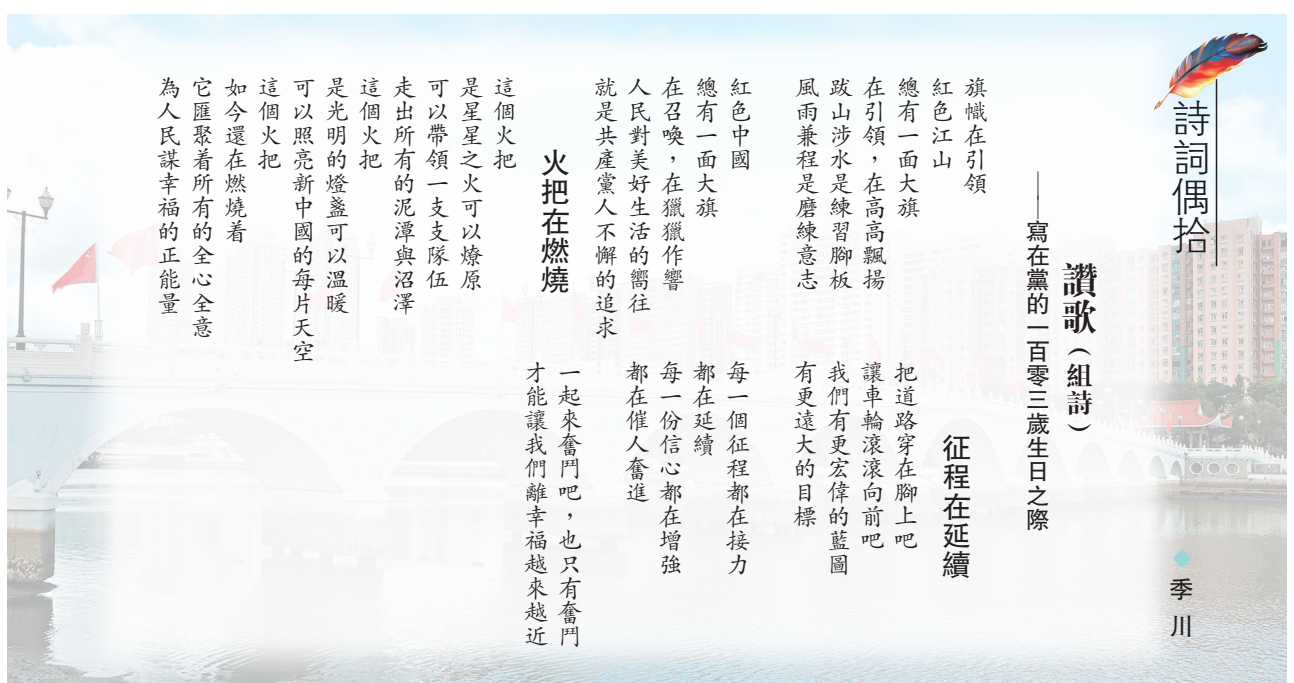 詩詞偶拾
讚歌（組詩）
——寫在黨的一百零三歲生日之際
◆季川
旗幟在引領
紅色江山
總有一面大旗
在引領，在高高飄揚
跋山涉水是練習腳板
風雨兼程是磨練意志
紅色中國
總有一面大旗
在召喚，在獵獵作響
人民對美好生活的嚮往
就是共產黨人不懈的追求
火把在燃燒
這個火把
是星星之火可以燎原
可以帶領一支支隊伍
走出所有的泥潭與沼澤
這個火把
是光明的燈盞可以溫暖
可以照亮新中國的每片天空
這個火把
如今還在燃燒着
它匯聚着所有的全心全意
為人民謀幸福的正能量
征程在延續
把道路穿在腳上吧
讓車輪滾滾向前吧
我們有更宏偉的藍圖
有更遠大的目標
每一個征程都在接力
都在延續
每一份信心都在增強
都在催人奮進
一起來奮鬥吧，也只有奮鬥
才能讓我們離幸福越來越近